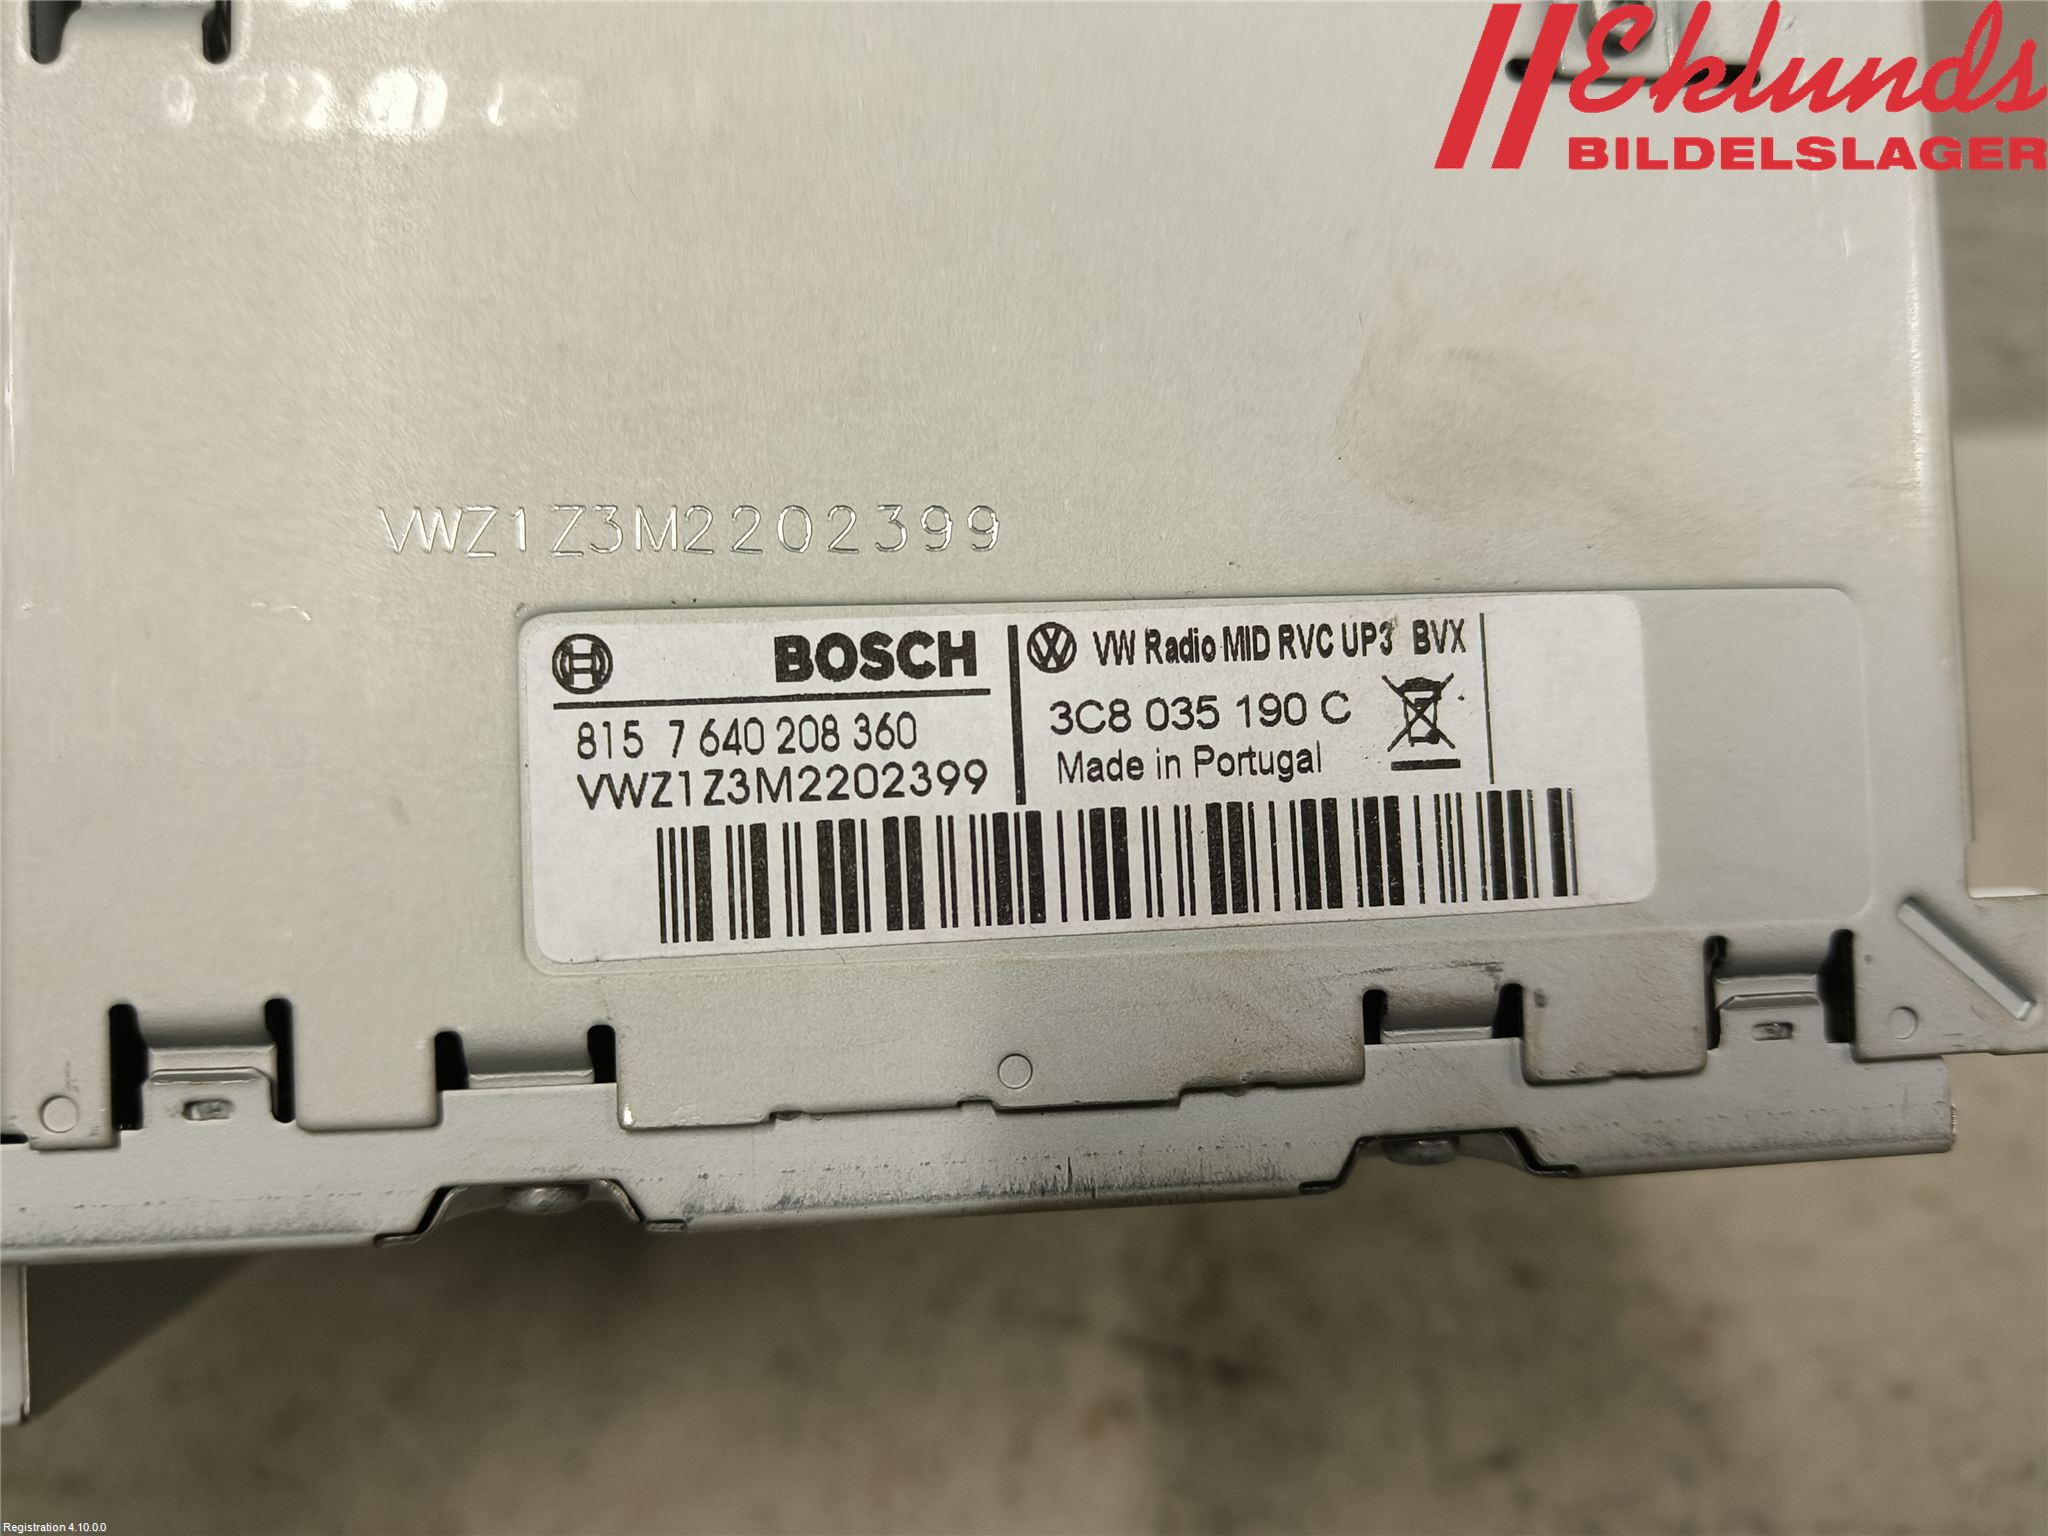 Eklunds
BILDELSLAGER
VWZ1Z3M2202399
BOSCH
VW Radio MID RVC UP3 BVX
815 7 640 208 360
3C8 035 190 C
VWZ1Z3M2202399
Made in Portugal
Registration 4.10.0.0